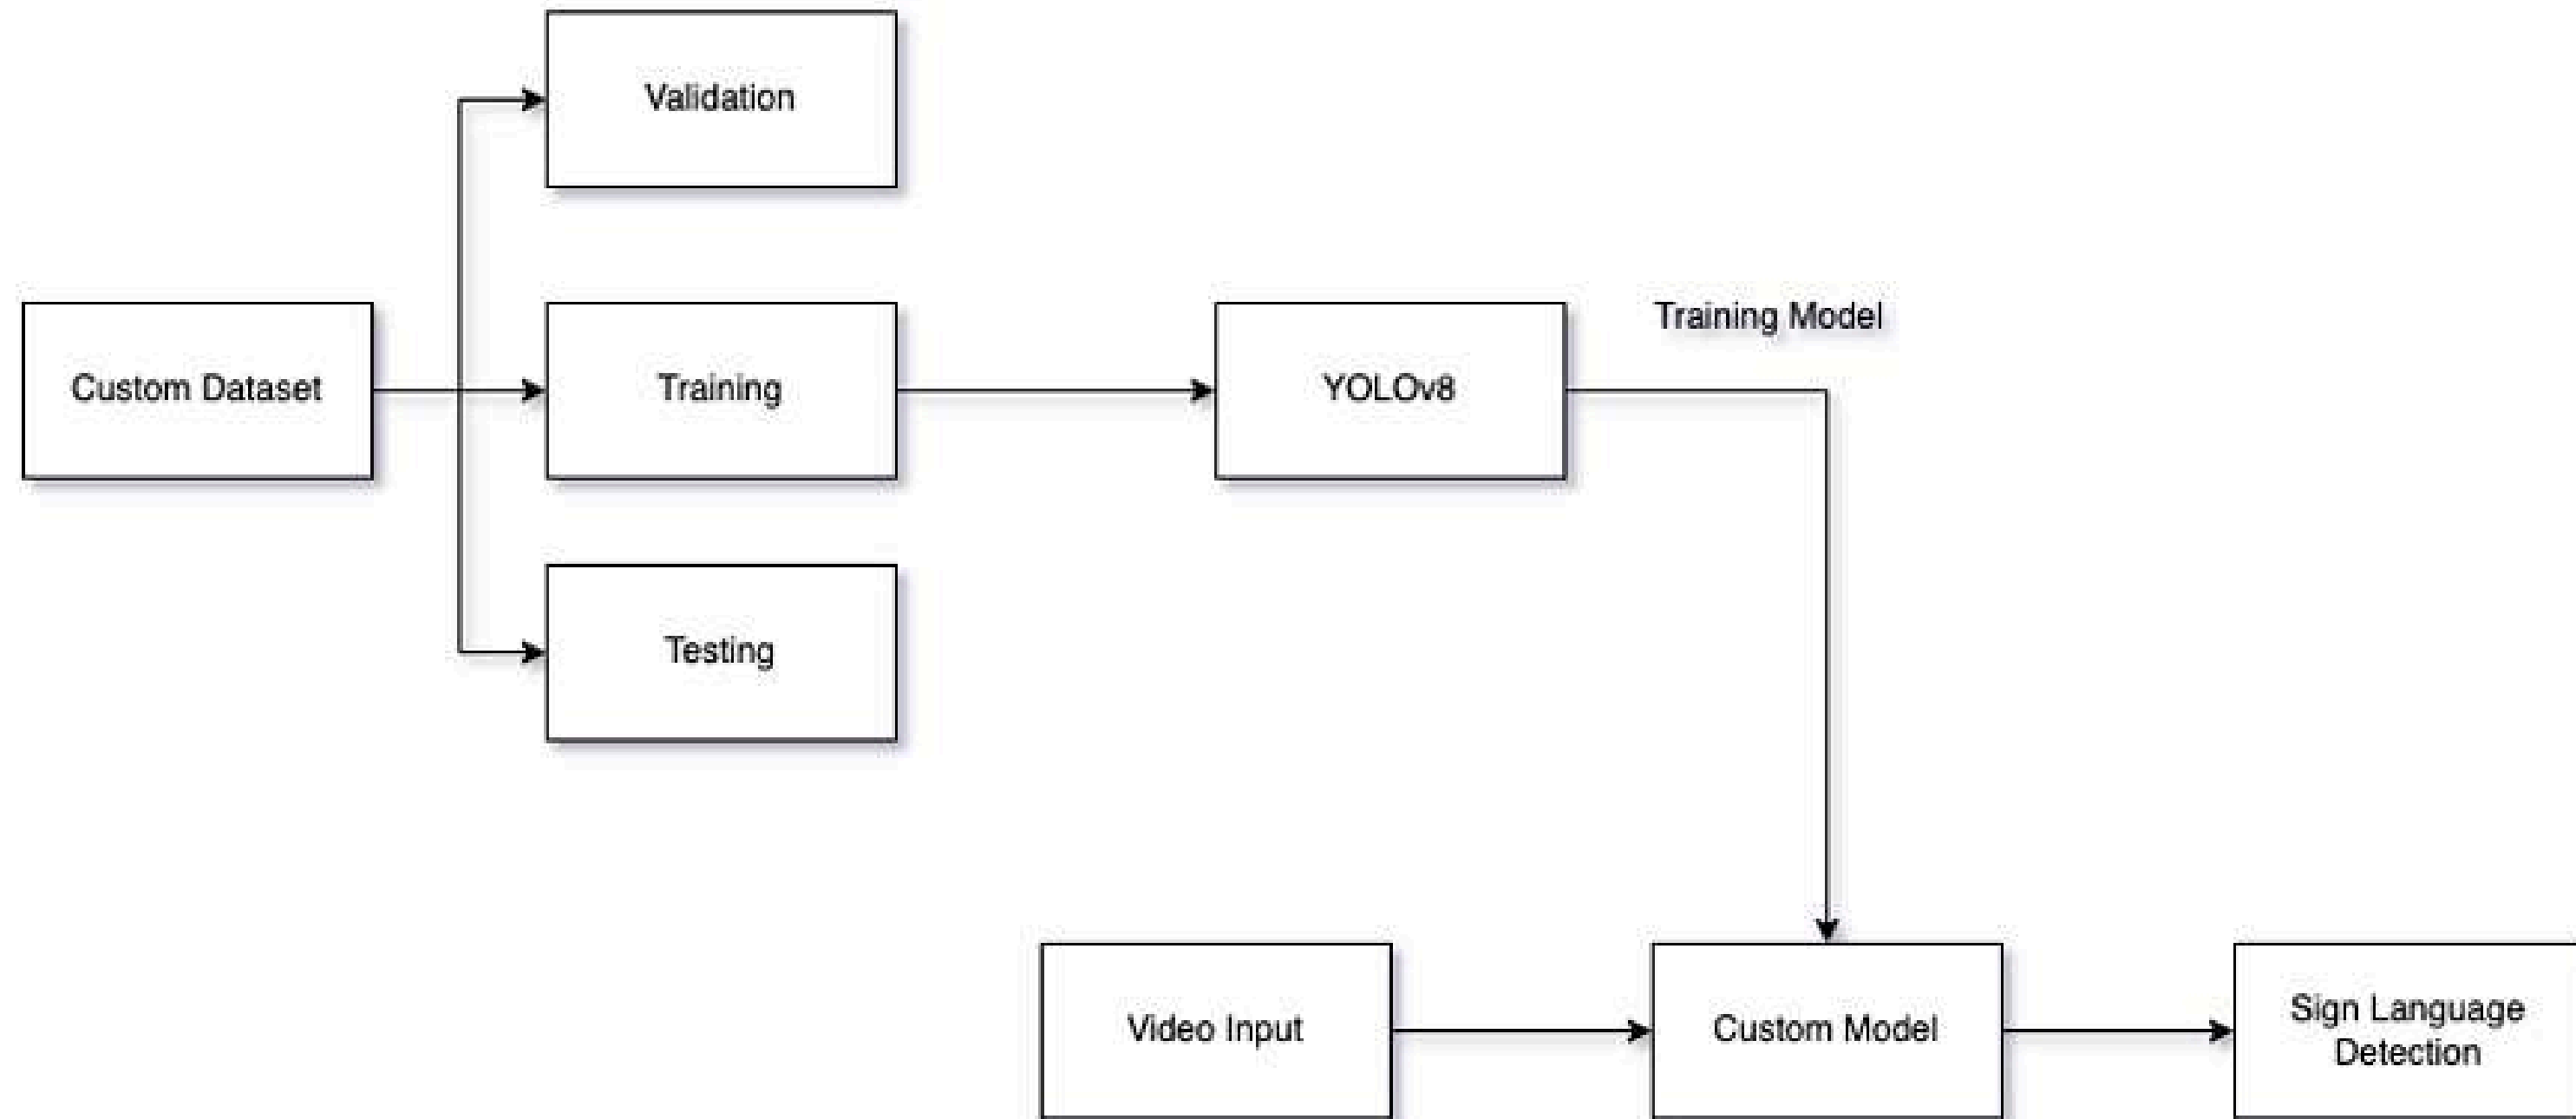 Validation
Custom Dataset
Training
YOLOv8
Training Model
Testing
Video Input
Custom Model
Sign Language
Detection